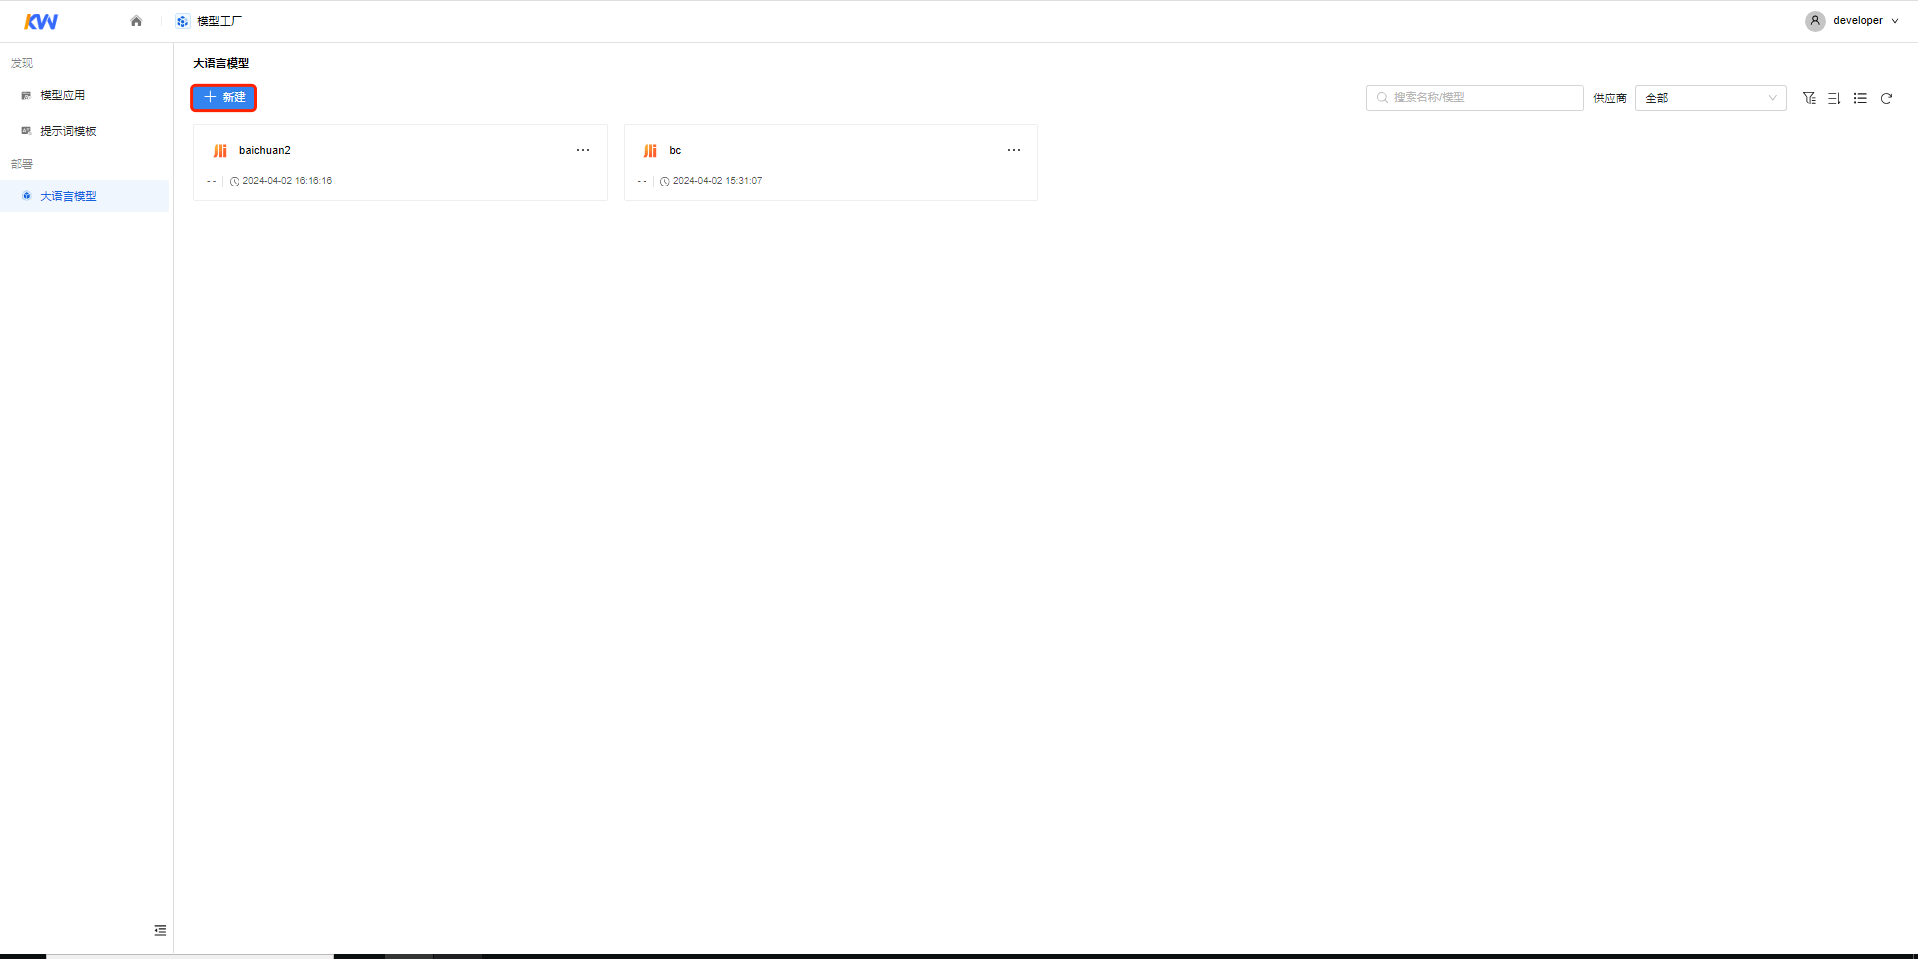 KW
模型工厂
developer
发现
模型应用
提示词模板
部署
大语言模型
大语言模型
新建
搜索名称/模型
供应商
全部
baichuan2
-- 2024-04-02 16:16:16
bc
-- 2024-04-02 15:31:07